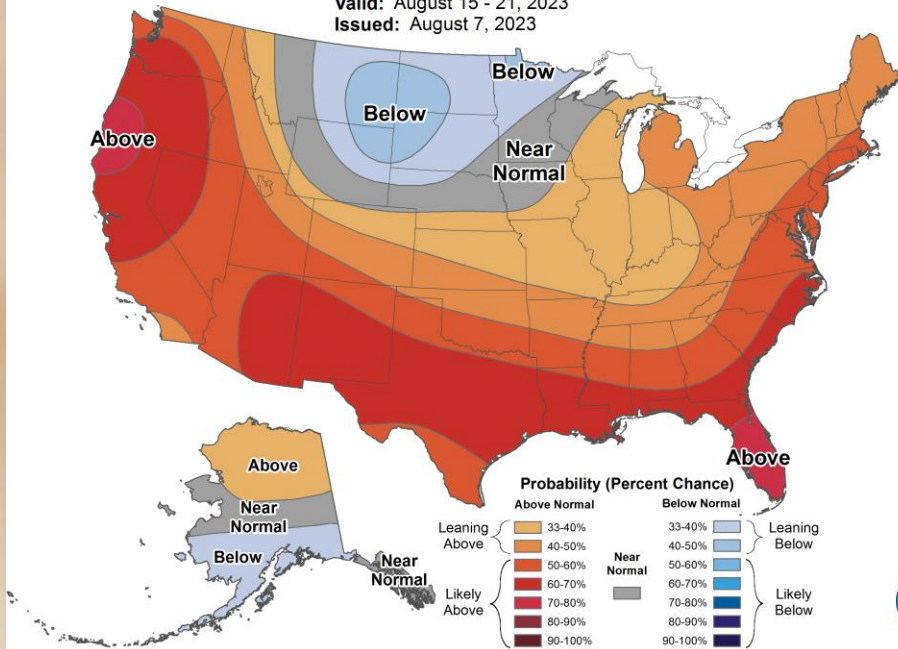 Valid: August 15 - 21, 2023
Issued: August 7, 2023
Below
Below
Above
Near
Normal
Above
Above
Near
Normal
Below
Near
Normal
Probability (Percent Chance)
Above Normal
Below Normal
Leaning
Above
33-40%
40-50%
Likely
Above
50-60%
60-70%
70-80%
80-90%
90-100%
Near
Normal
33-40%
40-50%
Leaning
Below
50-60%
60-70%
70-80%
80-90%
90-100%
Likely
Below